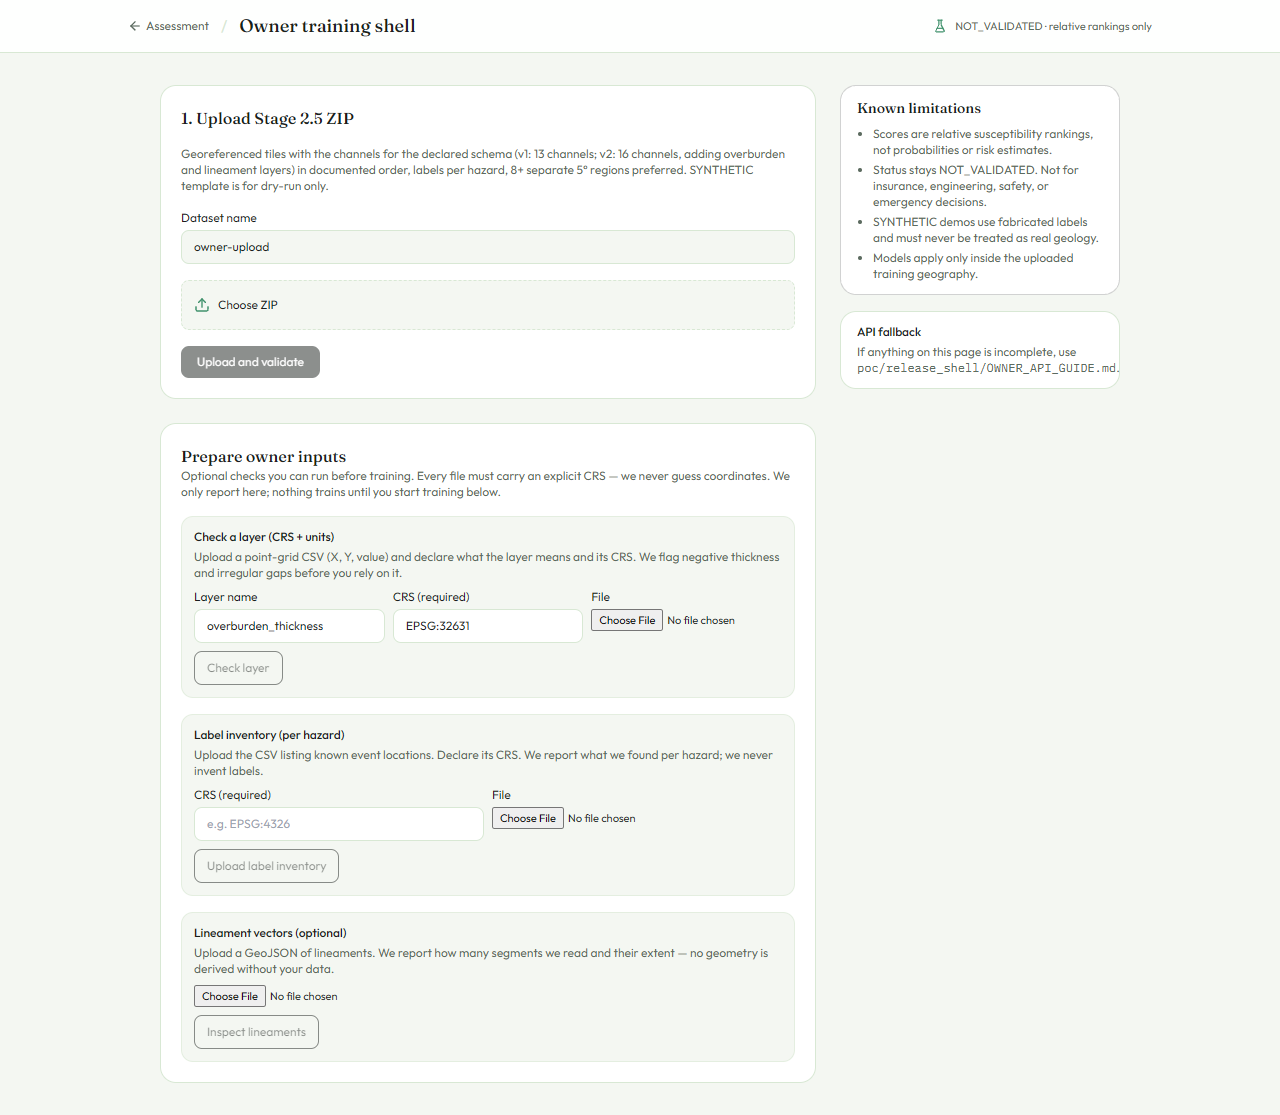 Assessment / Owner training shell
NOT_VALIDATED · relative rankings only
1. Upload Stage 2.5 ZIP
Georeferenced tiles with the channels for the declared schema (v1: 13 channels; v2: 16 channels, adding overburden
and lineament layers) in documented order, labels per hazard, 8+ separate 5° regions preferred. SYNTHETIC
template is for dry-run only.
Dataset name
owner-upload
Choose ZIP
Upload and validate
Known limitations
• Scores are relative susceptibility rankings,
not probabilities or risk estimates.
• Status stays NOT_VALIDATED. Not for
insurance, engineering, safety, or
emergency decisions.
• SYNTHETIC demos use fabricated labels
and must never be treated as real geology.
• Models apply only inside the uploaded
training geography.
API fallback
If anything on this page is incomplete, use
poc/release_shell/OWNER_API_GUIDE.md.
Prepare owner inputs
Optional checks you can run before training. Every file must carry an explicit CRS — we never guess coordinates. We
only report here; nothing trains until you start training below.
Check a layer (CRS + units)
Upload a point-grid CSV (X, Y, value) and declare what the layer means and its CRS. We flag negative thickness
and irregular gaps before you rely on it.
Layer name CRS (required) File
overburden_thickness EPSG:32631 Choose File No file chosen
Check layer
Label inventory (per hazard)
Upload the CSV listing known event locations. Declare its CRS. We report what we found per hazard; we never
invent labels.
CRS (required) File
e.g. EPSG:4326 Choose File No file chosen
Upload label inventory
Lineament vectors (optional)
Upload a GeoJSON of lineaments. We report how many segments we read and their extent — no geometry is
derived without your data.
Choose File No file chosen
Inspect lineaments